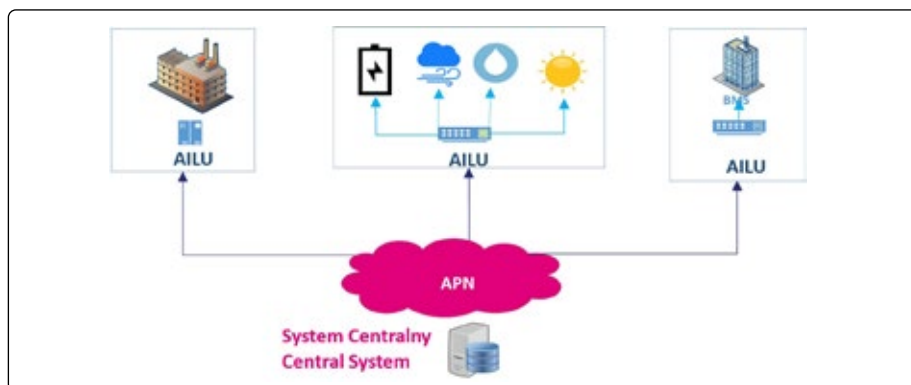 BMS
AILU
AILU
AILU
APN
System Centralny
Central System